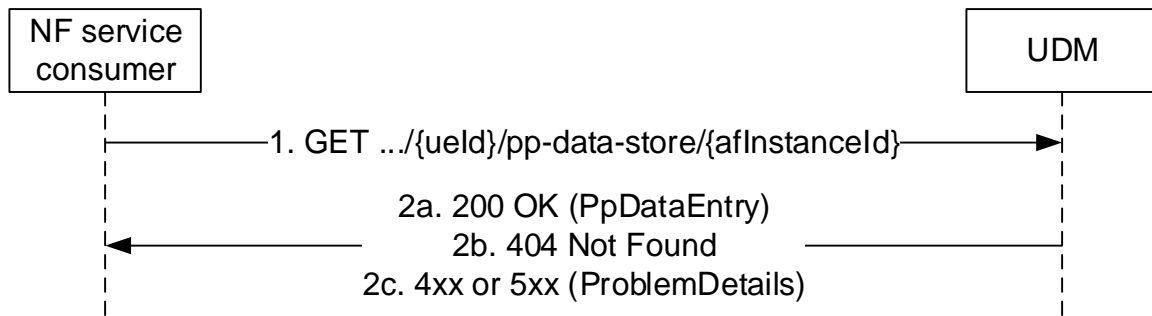 NF service
consumer
UDM
1. GET .../{ueId}/pp-data-store/{afInstanceId}
2a. 200 OK (PpDataEntry)
2b. 404 Not Found
2c. 4xx or 5xx (ProblemDetails)